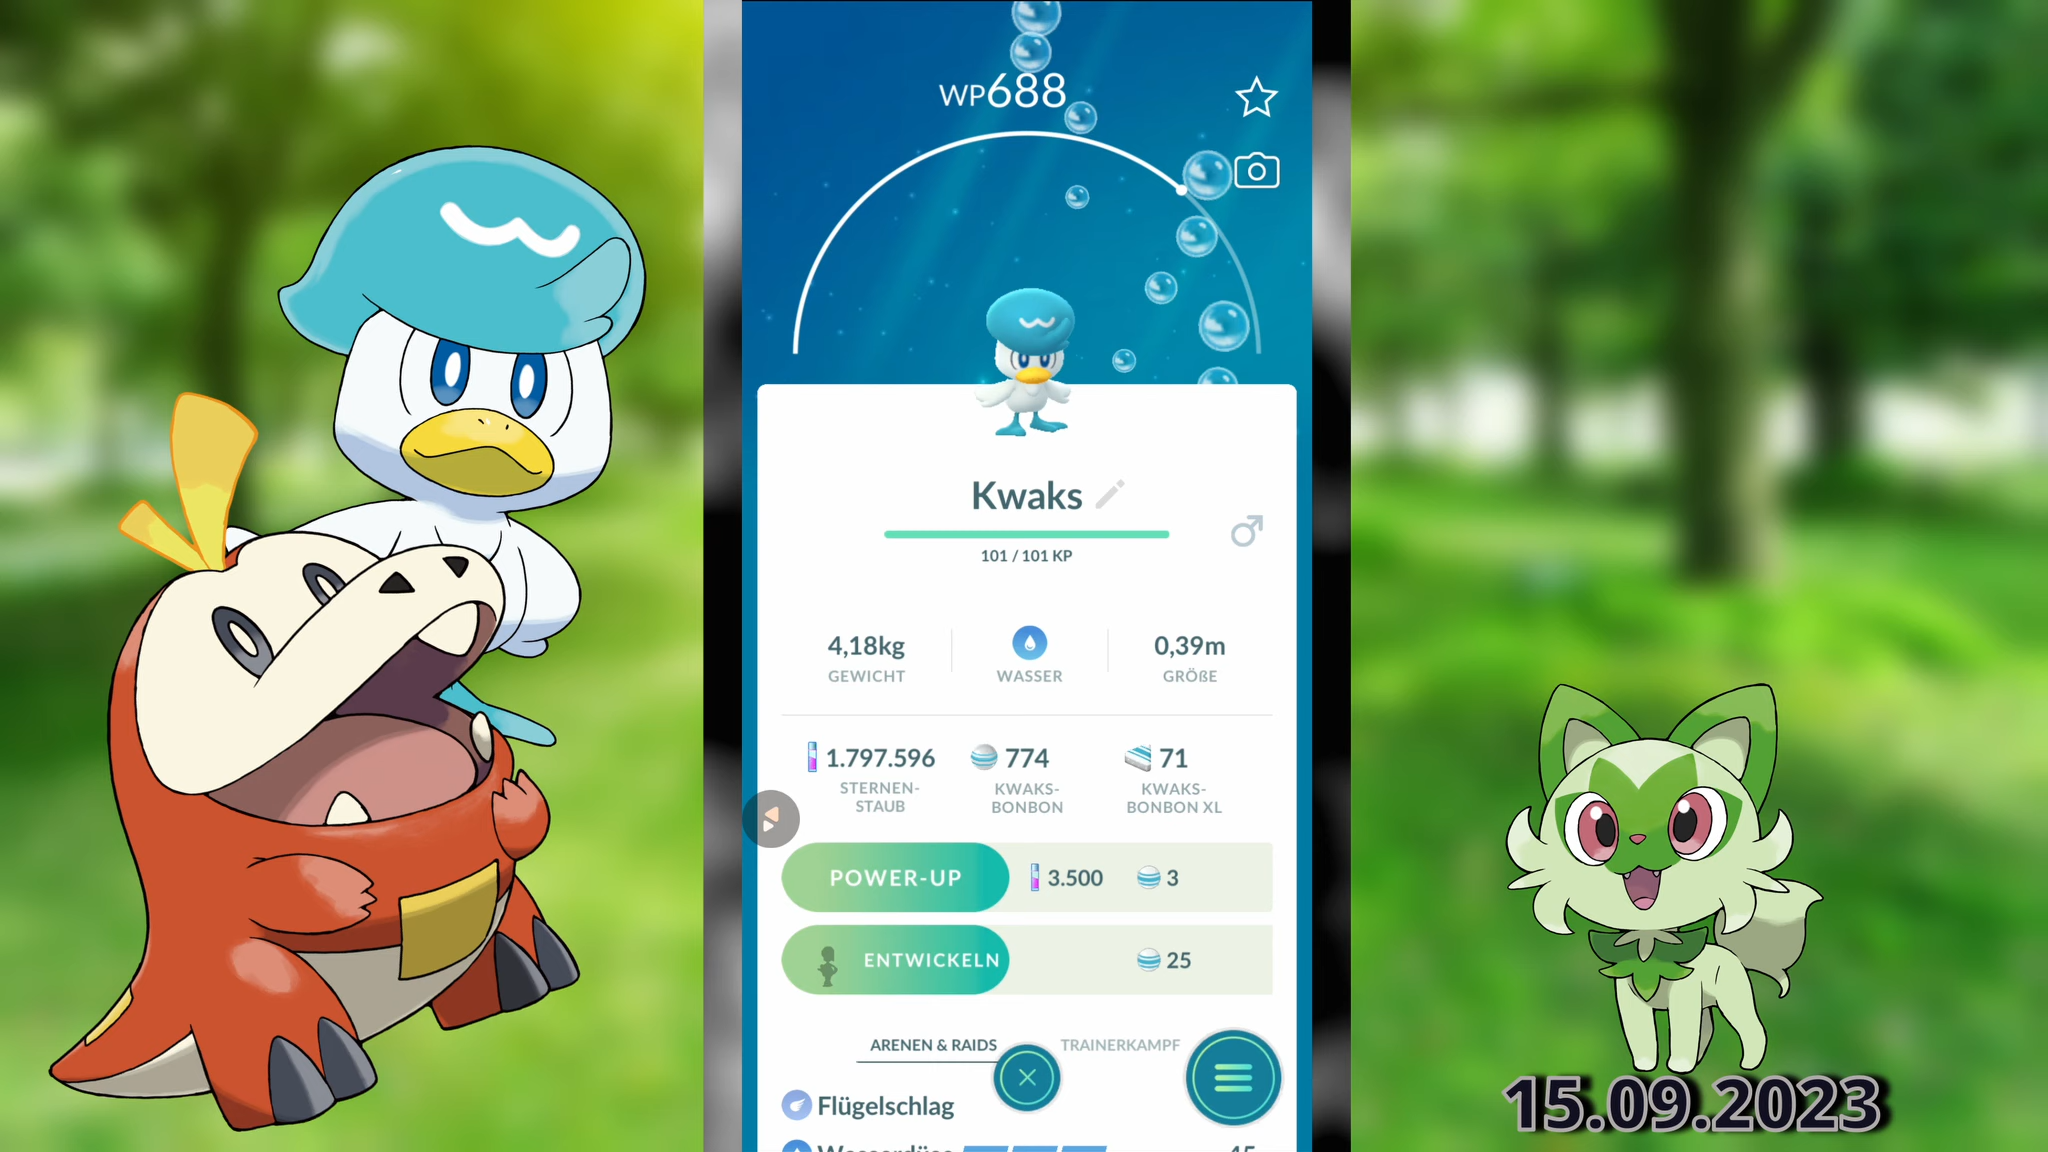 WP688
Kwaks
101 / 101 KP
4,18kg
GEWICHT
WASSER
0,39m
GRÖßE
1.797.596
STERNEN-
STAUB
774
KWAKS-
BONBON
71
KWAKS-
BONBON XL
POWER-UP
3.500
3
ENTWICKELN
25
ARENEN & RAIDS
TRAINERKAMPF
Flügelschlag
Wasserdüse
45
15.09.2023